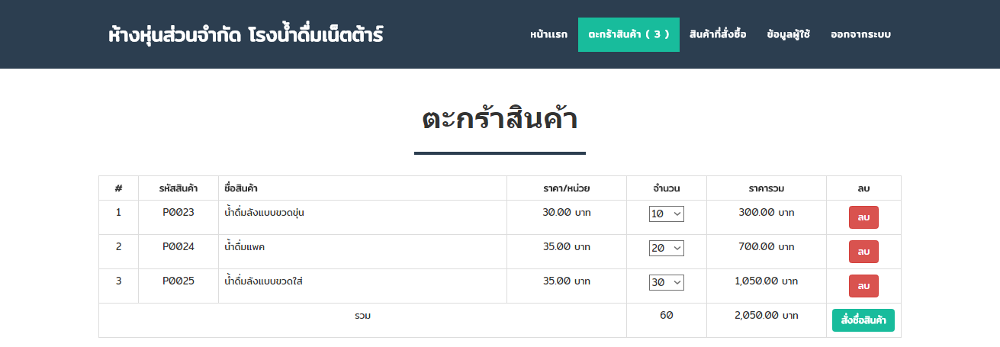 ห้างหุ่นส่วนจำกัด โรงน้ำดื่มเน็ตต้าร์ หน้าแรก ตะกร้าสินค้า ( 3 ) สินค้าที่สั่งซื้อ ข้อมูลผู้ใช้ ออกจากระบบ
ตะกร้าสินค้า
# รหัสสินค้า ชื่อสินค้า ราคา/หน่วย จำนวน ราคารวม ลบ
1 P0023 น้ำดื่มลังแบบขวดขุ่น 30.00 บาท 10 300.00 บาท ลบ
2 P0024 น้ำดื่มแพค 35.00 บาท 20 700.00 บาท ลบ
3 P0025 น้ำดื่มลังแบบขวดใส่ 35.00 บาท 30 1,050.00 บาท ลบ
รวม 60 2,050.00 บาท สั่งซื่อสินค้า